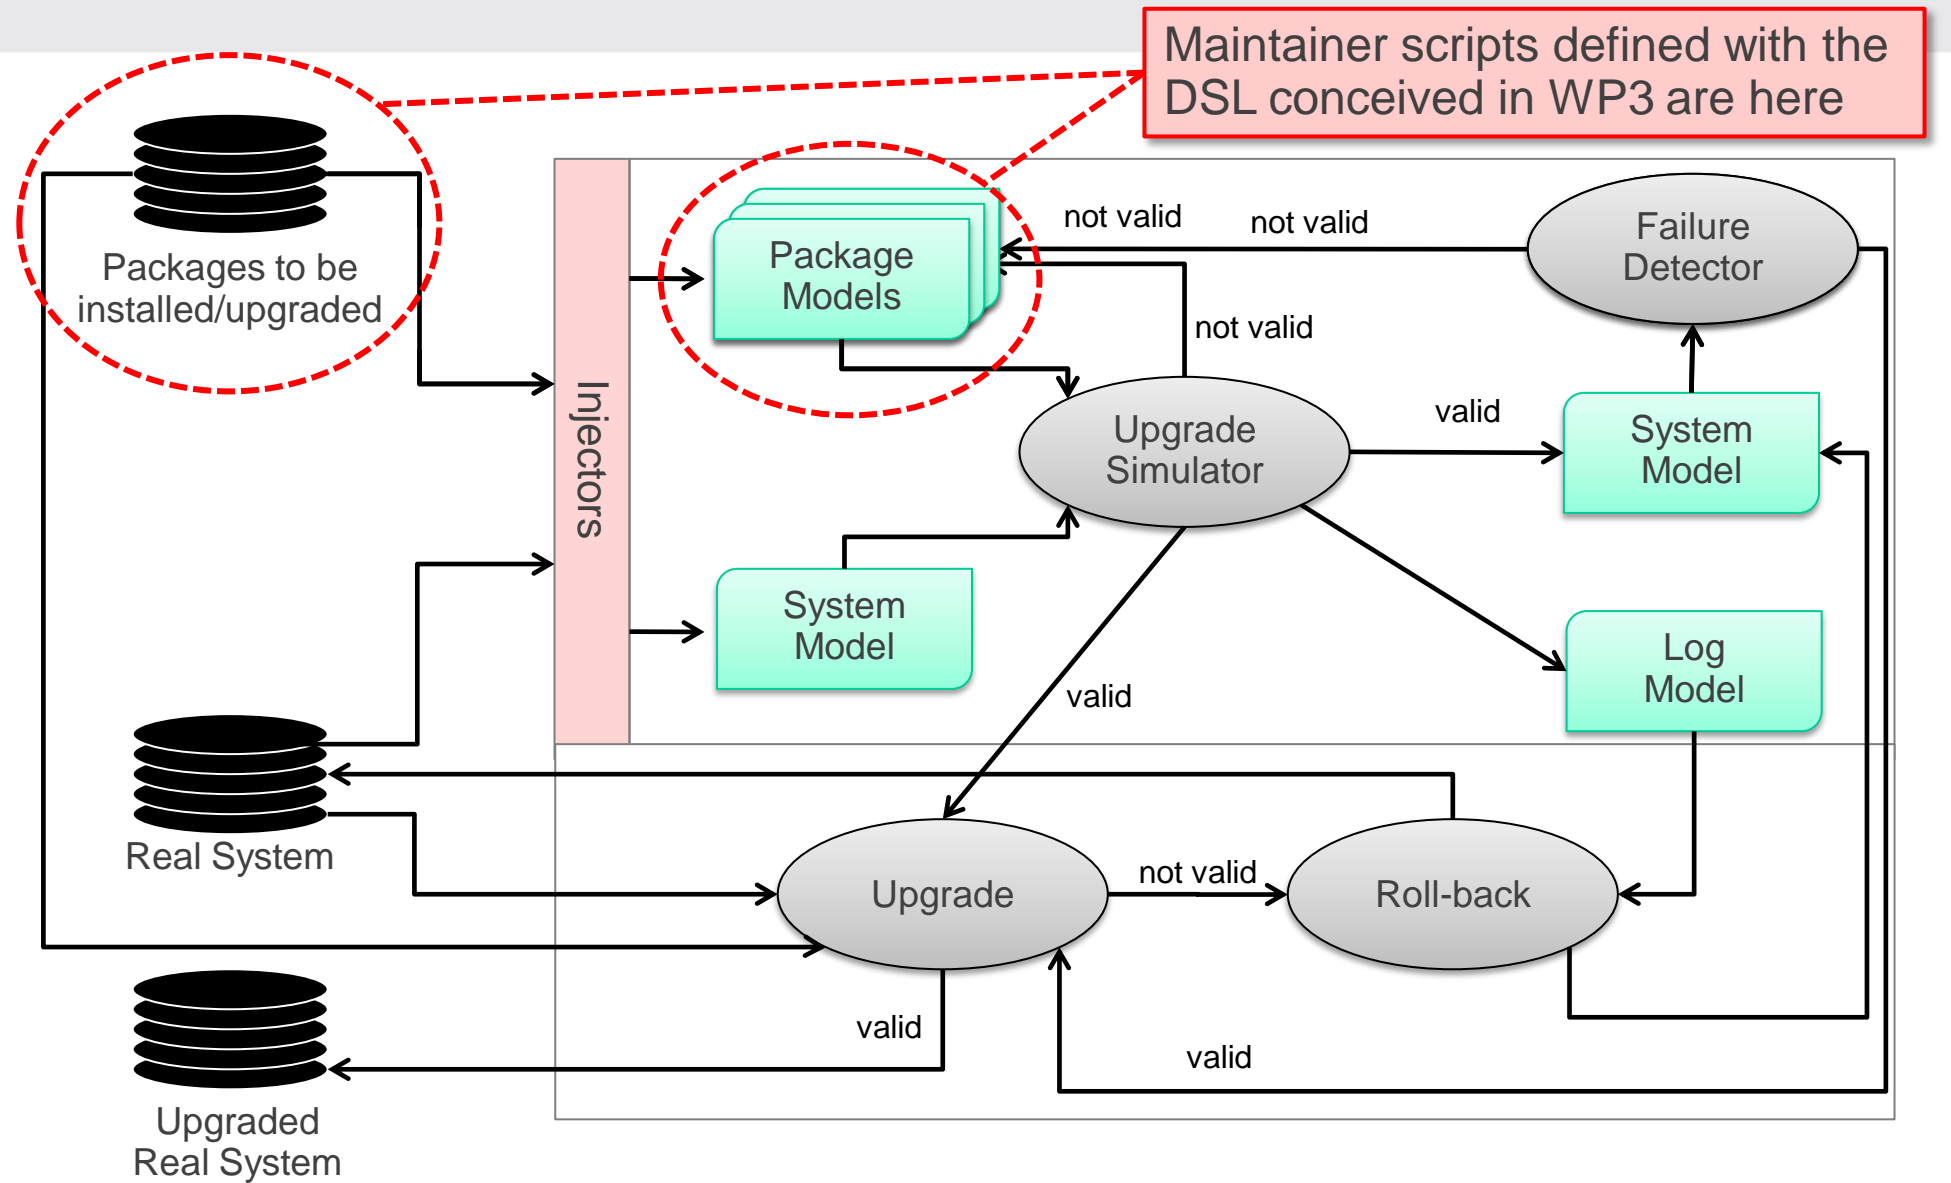 Maintainer scripts defined with the
DSL conceived in WP3 are here
Packages to be
installed/upgraded
Injectors
Package
Models
not valid
not valid
Failure
Detector
not valid
Upgrade
Simulator
valid
System
Model
System
Model
valid
Log
Model
Real System
Upgrade
not valid
Roll-back
valid
valid
Upgraded
Real System